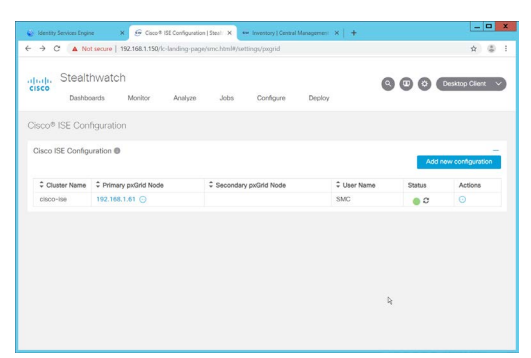 Identity Services Engine
Cisco® ISE Configuration | Stealt
Inventory | Central Management
Not secure | 192.168.1.150/lc-landing-page/smc.html#/settings/pxgrid
CISCO
Stealthwatch
Desktop Client
Dashboards Monitor Analyze Jobs Configure Deploy
Cisco® ISE Configuration
Cisco ISE Configuration
Add new configuration
Cluster Name Primary pxGrid Node Secondary pxGrid Node User Name Status Actions
cisco-ise 192.168.1.61 SMC